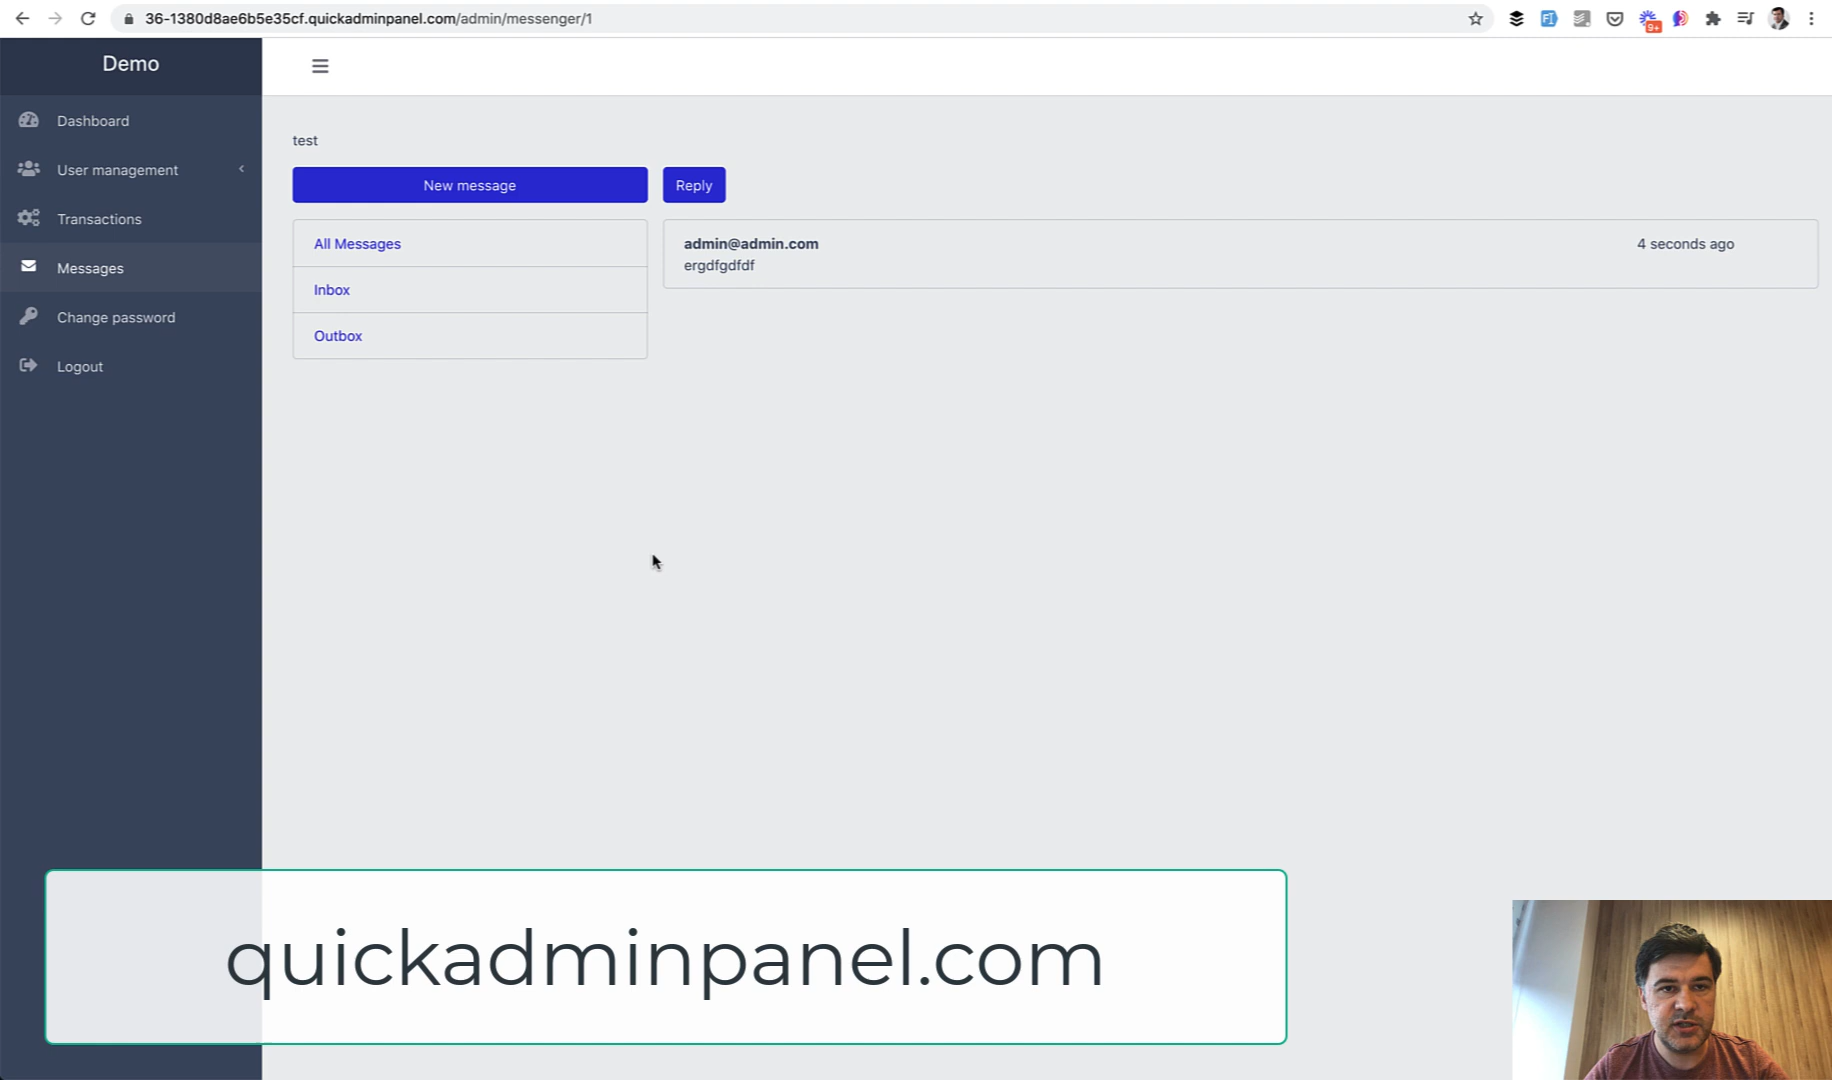 36-1380d8ae6b5e35cf.quickadminpanel.com/admin/messenger/1
9+
Demo
Dashboard
User management
Transactions
Messages
Change password
Logout
test
New message
Reply
All Messages
Inbox
Outbox
admin@admin.com
4 seconds ago
ergdfgdfdf
quickadminpanel.com